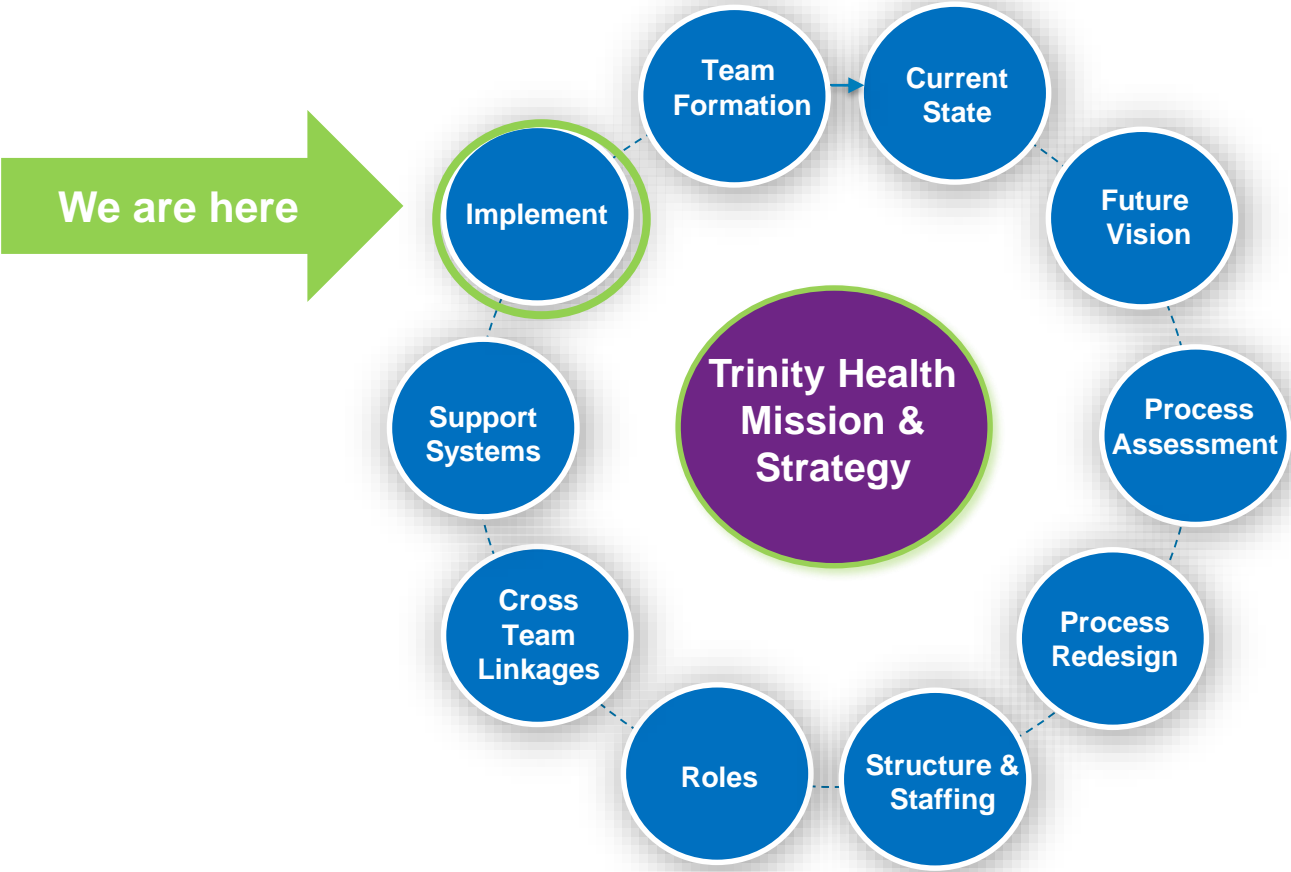 We are here
Team
Formation
Current
State
Future
Vision
Process
Assessment
Process
Redesign
Structure &
Staffing
Roles
Cross
Team
Linkages
Support
Systems
Implement
Trinity Health
Mission &
Strategy